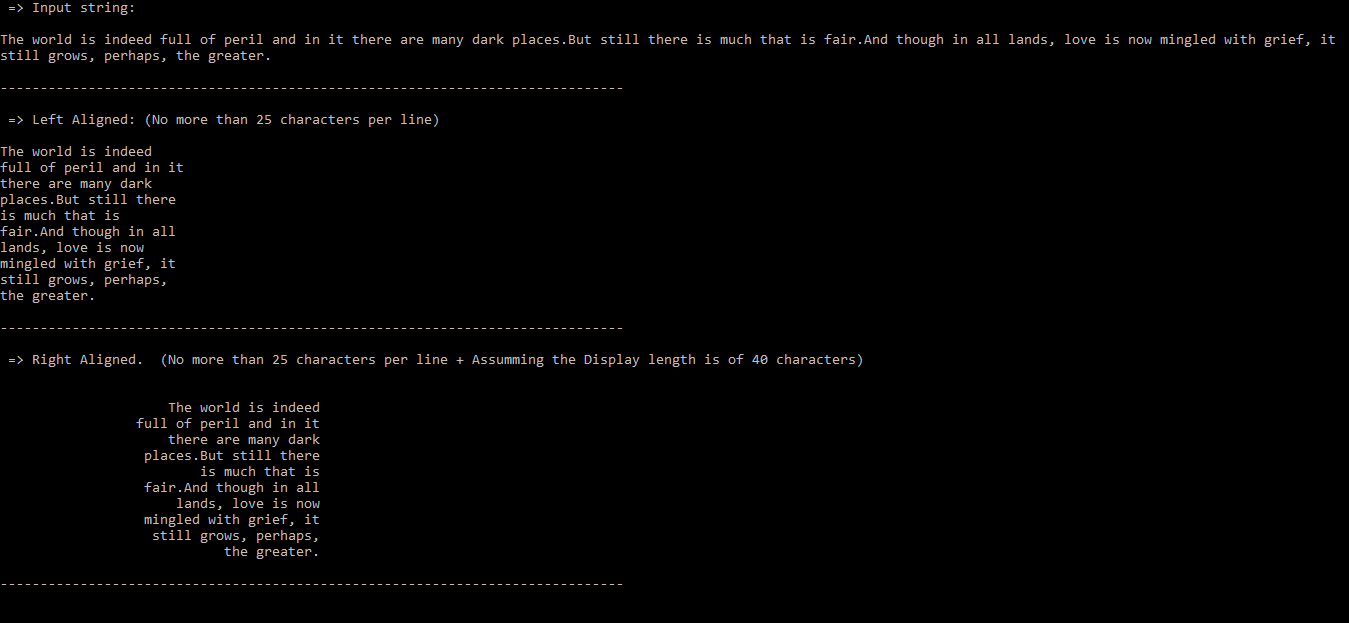 => Input string:
The world is indeed full of peril and in it there are many dark places.But still there is much that is fair.And though in all lands, love is now mingled with grief, it
still grows, perhaps, the greater.
------------------------------------------------------------------------------
=> Left Aligned: (No more than 25 characters per line)
The world is indeed
full of peril and in it
there are many dark
places.But still there
is much that is
fair.And though in all
lands, love is now
mingled with grief, it
still grows, perhaps,
the greater.
------------------------------------------------------------------------------
=> Right Aligned.  (No more than 25 characters per line + Assumming the Display length is of 40 characters)
The world is indeed
full of peril and in it
there are many dark
places.But still there
is much that is
fair.And though in all
lands, love is now
mingled with grief, it
still grows, perhaps,
the greater.
------------------------------------------------------------------------------